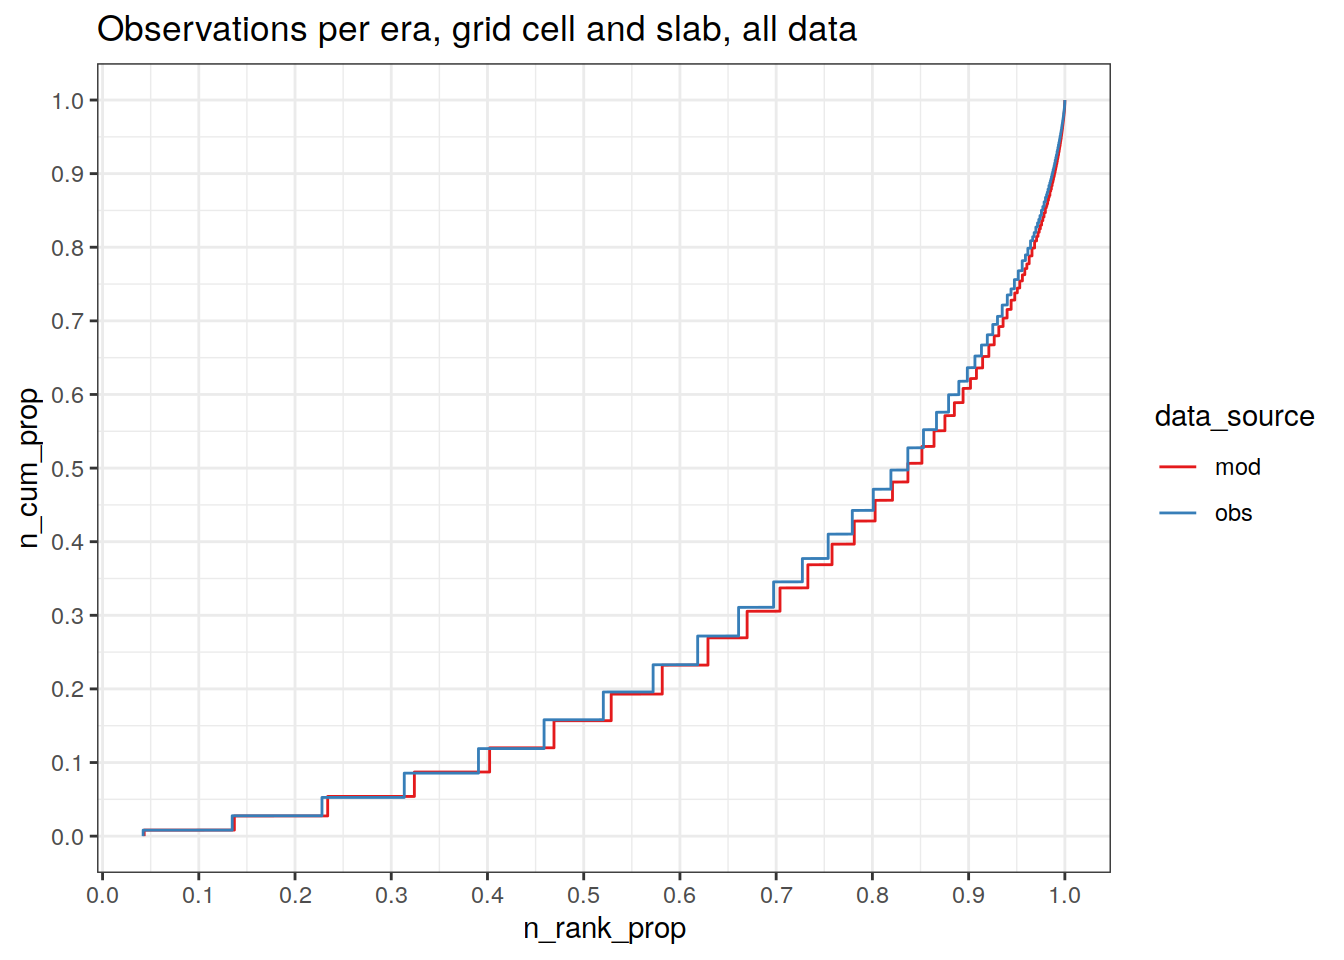 Observations per era, grid cell and slab, all data
n_cum_prop
1.0
0.9
0.8
0.7
0.6
0.5
0.4
0.3
0.2
0.1
0.0
0.0 0.1 0.2 0.3 0.4 0.5 0.6 0.7 0.8 0.9 1.0
n_rank_prop
data_source
mod
obs